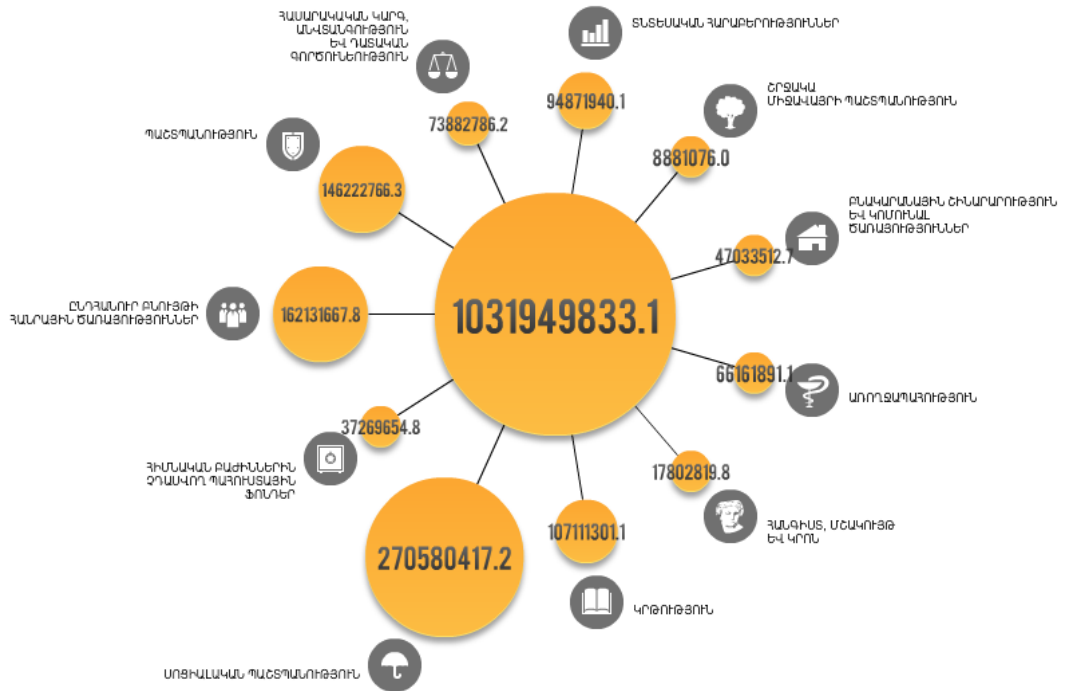 ՀԱՍԱՐԱԿԱԿԱՆ ԿԱՐԳ,
ԱՆՎՏԱՆԳՈՒԹՅՈՒՆ
ԵՎ ԴԱՏԱԿԱՆ
ԳՈՐԾՈՒՆԵՈՒԹՅՈՒՆ
73882786.2
ՏՆՏԵՍԱԿԱՆ ՀԱՐԱԲԵՐՈՒԹՅՈՒՆՆԵՐ
94871940.1
ՇՐՋԱԿԱ
ՄԻՋԱՎԱՅՐԻ ՊԱՇՏՊԱՆՈՒԹՅՈՒՆ
8881076.0
ՊԱՇՏՊԱՆՈՒԹՅՈՒՆ
146222766.3
ԲՆԱԿԱՐԱՆԱՅԻՆ ՇԻՆԱՐԱՐՈՒԹՅՈՒՆ
ԵՎ ԿՈՄՈՒՆԱԼ
ԾԱՌԱՅՈՒԹՅՈՒՆՆԵՐ
47033512.7
ԸՆԴՀԱՆՈՒՐ ԲՆՈՒՅԹԻ
ՀԱՆՐԱՅԻՆ ԾԱՌԱՅՈՒԹՅՈՒՆՆԵՐ
162131667.8
1031949833.1
66161891.1
ԱՌՈՂՋԱՊԱՀՈՒԹՅՈՒՆ
37269654.8
ՀԻՄՆԱԿԱՆ ԲԱԺԻՆՆԵՐԻՆ
ՉԴԱՍՎՈՂ ՊԱՀՈՒՍՏԱՅԻՆ
ՖՈՆԴԵՐ
17802819.8
ՀԱՆԳԻՍՏ, ՄՇԱԿՈՒՅԹ
ԵՎ ԿՐՈՆ
270580417.2
107111301.1
ԿՐԹՈՒԹՅՈՒՆ
ՍՈՑԻԱԼԱԿԱՆ ՊԱՇՏՊԱՆՈՒԹՅՈՒՆ